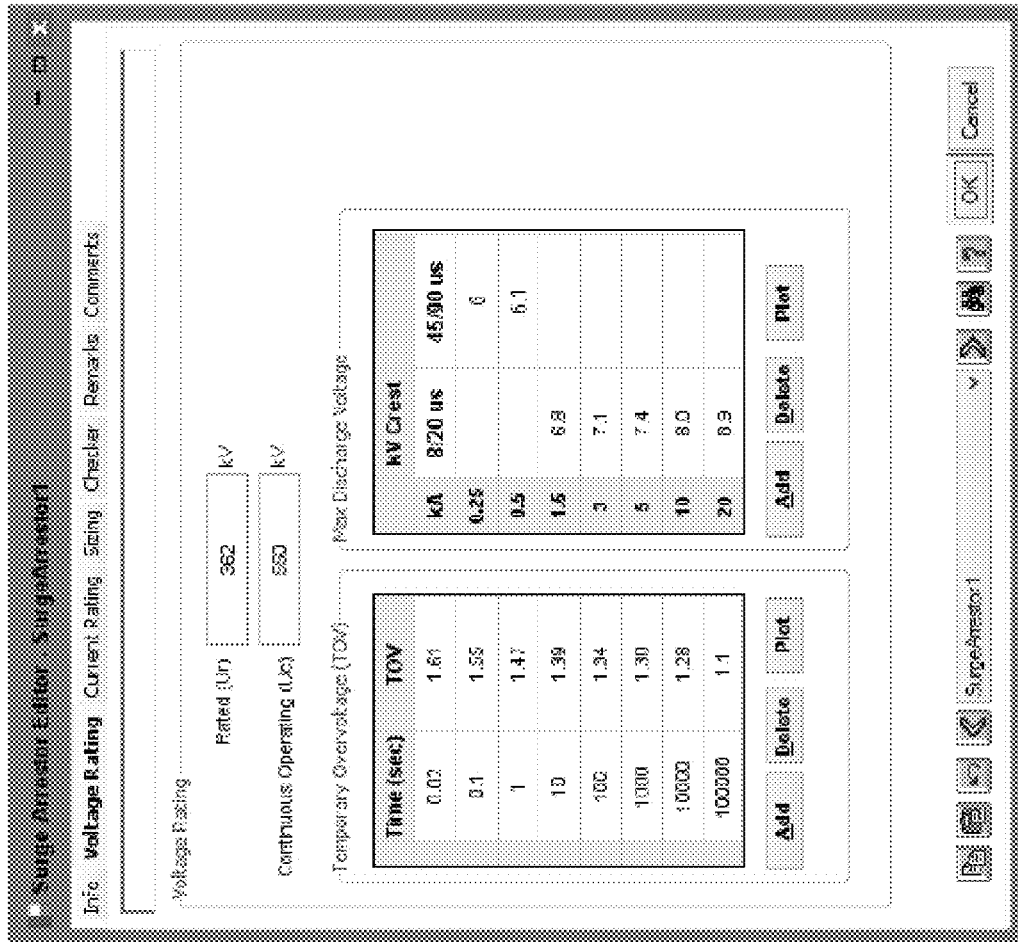 Surge Arrestor Editor - SurgeArrestor1
Info Voltage Rating Current Rating Sizing Checker Remarks Comments
Voltage Rating
Rated (Ur) 362 kV
Continuous Operating (Uc) kV
Temporary Overvoltage (TOV)
Time (sec) TOV
0.02 1.61
0.1 1.55
1 1.47
10 1.39
100 1.34
1000 1.30
10000 1.28
100000 1.1
Add Delete Plot
Max Discharge Voltage
kV Crest
kA 8/20 us 45/90 us
0.25 6
0.5 6.1
1.5 6.8
3 7.1
5 7.4
10 8.0
20 8.9
Add Delete Plot
SurgeArrestor1
?
OK
Cancel